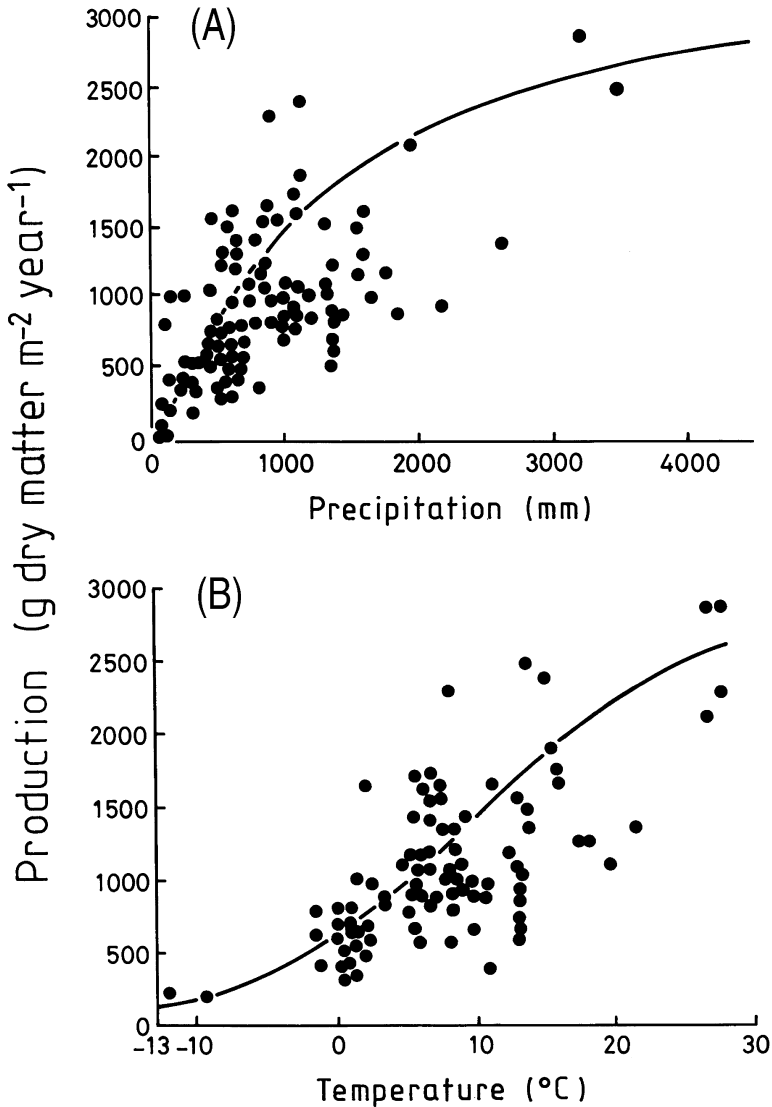 (A)
3000
2500
2000
1500
1000
500
0
0 1000 2000 3000 4000
Precipitation (mm)
Production (g dry matter m⁻² year⁻¹)
(B)
3000
2500
2000
1500
1000
500
0
-13 -10 0 10 20 30
Temperature (°C)